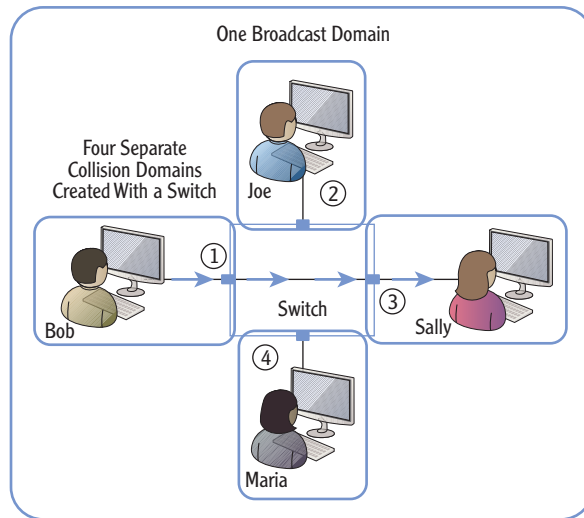 One Broadcast Domain
Four Separate
Collision Domains
Created With a Switch
Joe
2
1
Bob
Switch
3
Sally
4
Maria